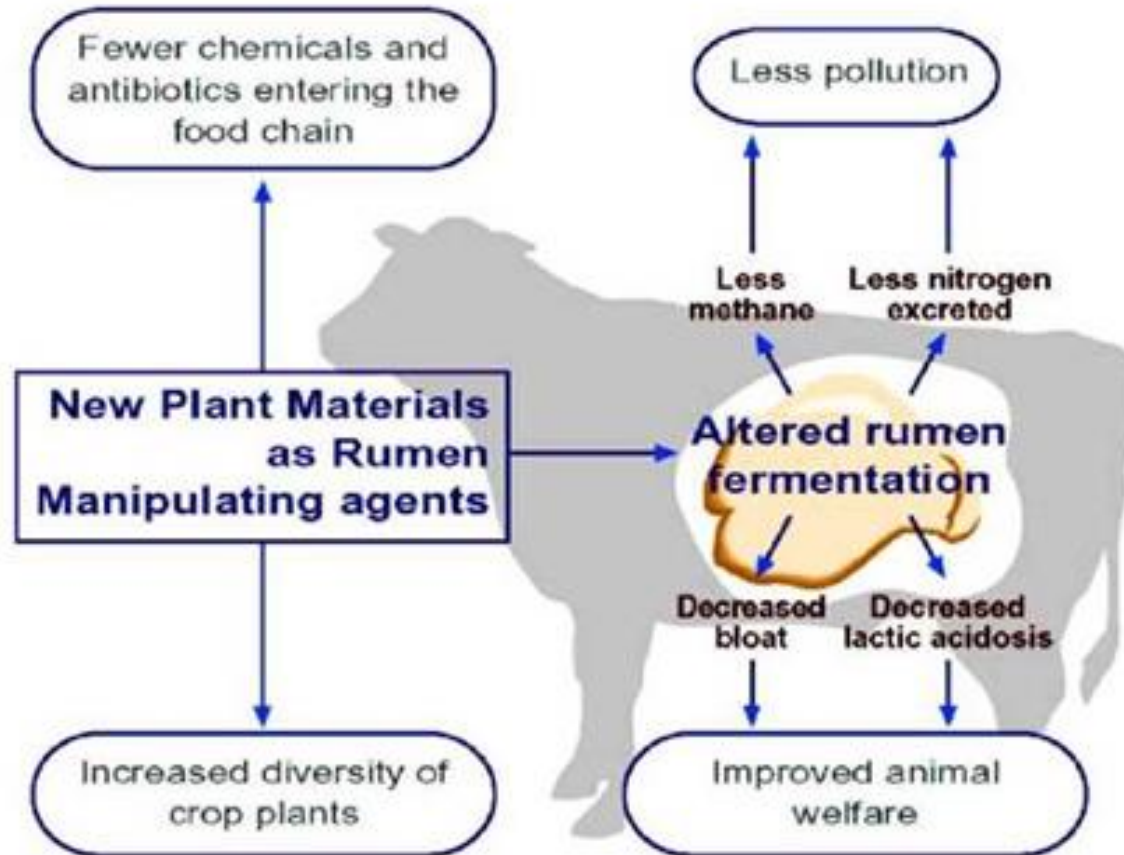 Fewer chemicals and
antibiotics entering the
food chain
Less pollution
Less
methane
Less nitrogen
excreted
New Plant Materials
as Rumen
Manipulating agents
Altered rumen
fermentation
Decreased
bloat
Decreased
lactic acidosis
Increased diversity of
crop plants
Improved animal
welfare